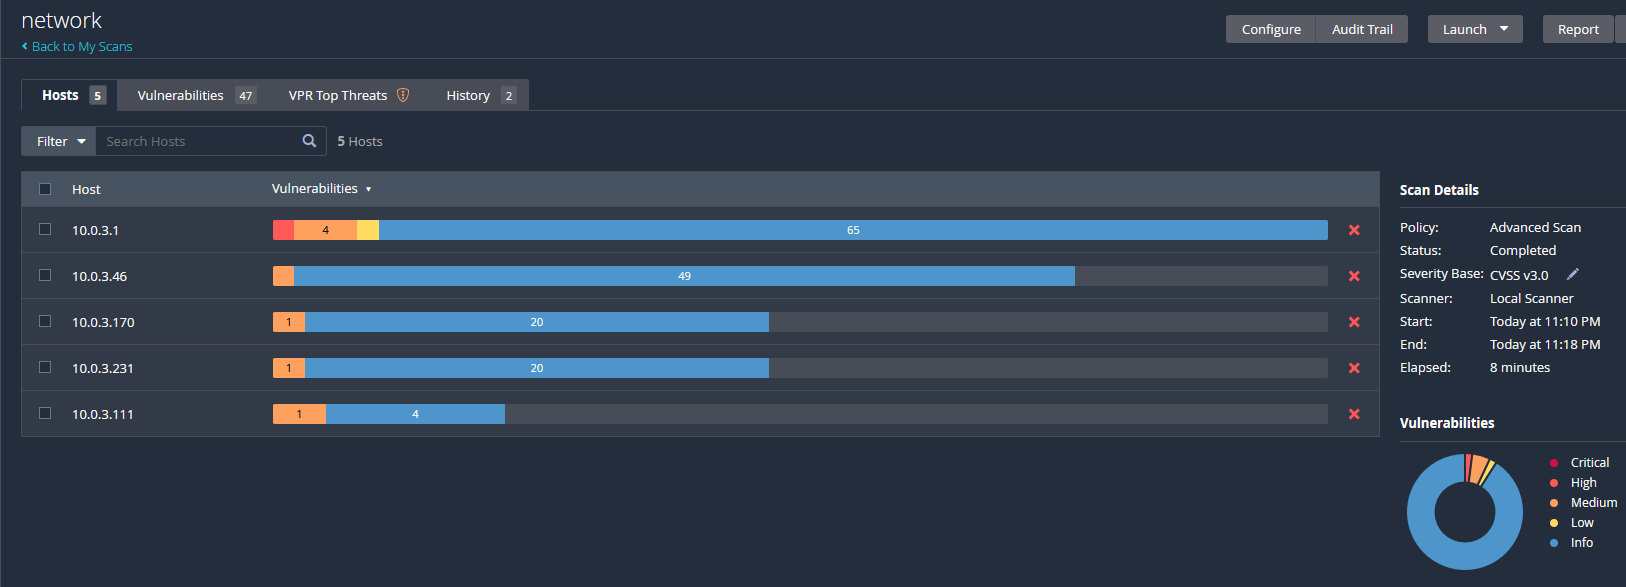 network
Back to My Scans
Configure Audit Trail Launch Report
Hosts 5 Vulnerabilities 47 VPR Top Threats History 2
Filter Search Hosts 5 Hosts
Host Vulnerabilities
10.0.3.1 4 65
10.0.3.46 49
10.0.3.170 1 20
10.0.3.231 1 20
10.0.3.111 1 4
Scan Details
Policy: Advanced Scan
Status: Completed
Severity Base: CVSS v3.0
Scanner: Local Scanner
Start: Today at 11:10 PM
End: Today at 11:18 PM
Elapsed: 8 minutes
Vulnerabilities
Critical
High
Medium
Low
Info